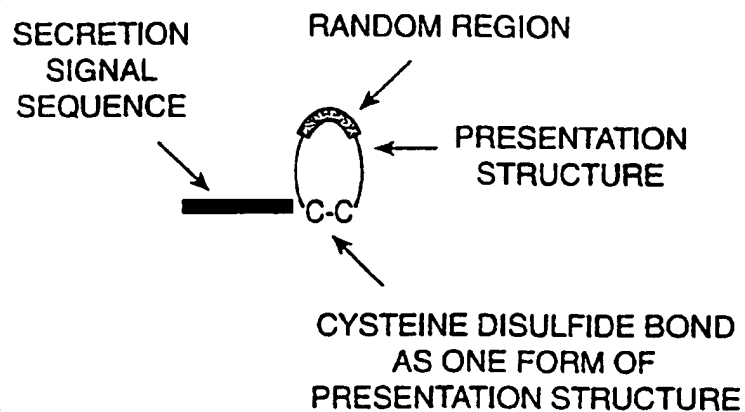 SECRETION
SIGNAL
SEQUENCE
RANDOM REGION
PRESENTATION
STRUCTURE
C-C
CYSTEINE DISULFIDE BOND
AS ONE FORM OF
PRESENTATION STRUCTURE